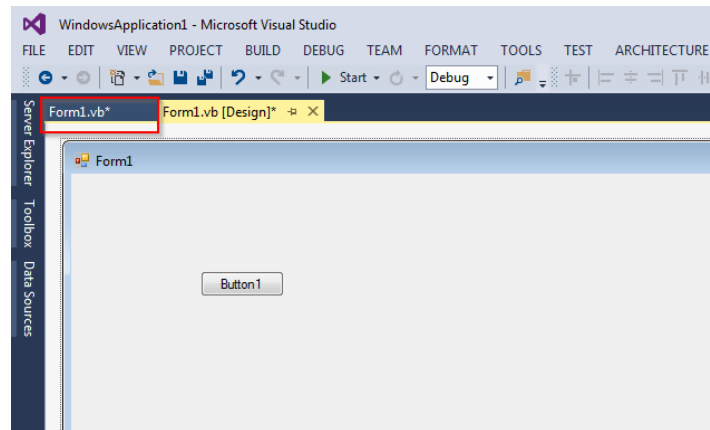 WindowsApplication1 - Microsoft Visual Studio
FILE EDIT VIEW PROJECT BUILD DEBUG TEAM FORMAT TOOLS TEST ARCHITECTURE
Start Debug
Form1.vb* Form1.vb [Design]*
Server Explorer
Toolbox
Data Sources
Form1
Button1